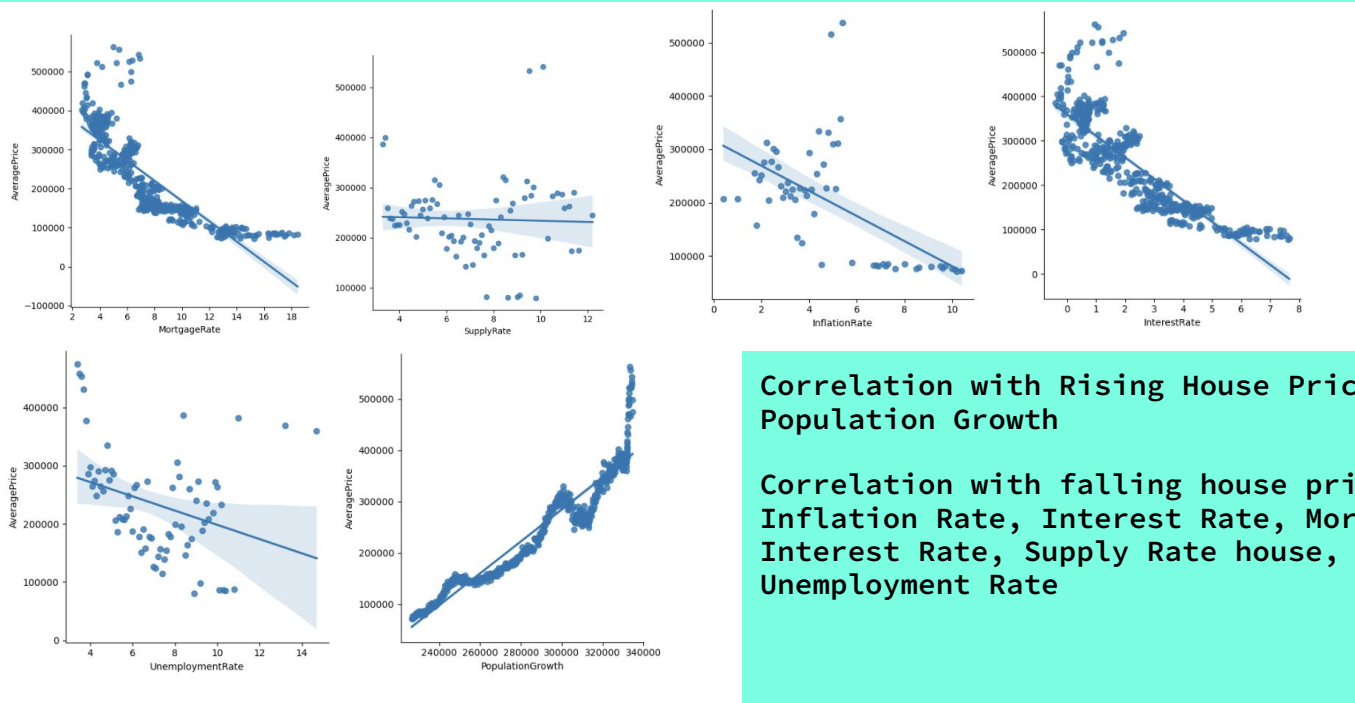 500000
400000
300000
200000
100000
0
−100000
AveragePrice
2 4 6 8 10 12 14 16 18
MortgageRate
500000
400000
300000
200000
100000
AveragePrice
4 6 8 10 12
SupplyRate
500000
400000
300000
200000
100000
AveragePrice
0 2 4 6 8 10
InflationRate
500000
400000
300000
200000
100000
0
AveragePrice
0 1 2 3 4 5 6 7 8
InterestRate
400000
300000
200000
100000
0
AveragePrice
4 6 8 10 12 14
UnemploymentRate
500000
400000
300000
200000
100000
AveragePrice
240000 260000 280000 300000 320000 340000
PopulationGrowth
Correlation with Rising House Pric
Population Growth
Correlation with falling house pri
Inflation Rate, Interest Rate, Mor
Interest Rate, Supply Rate house,
Unemployment Rate